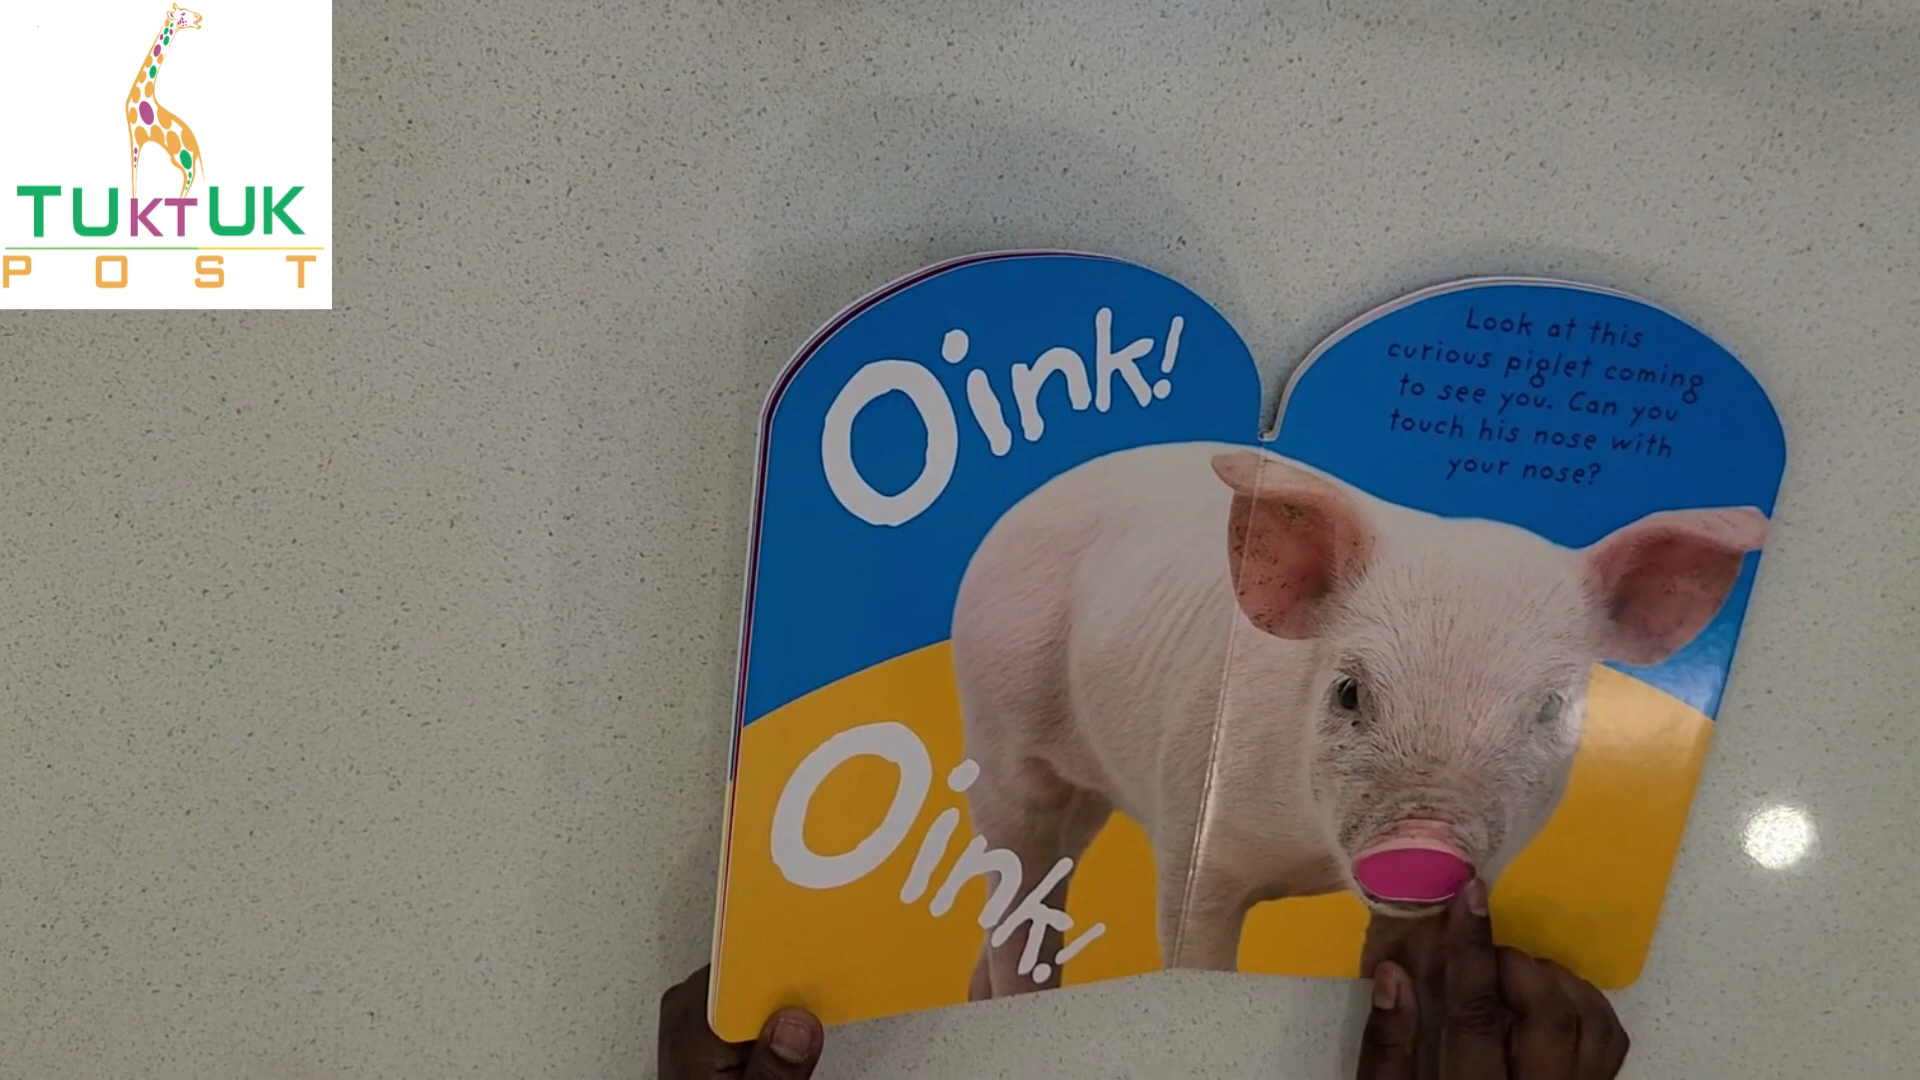 TUKTUK
POST
Oink!
Oink!
Look at this
curious piglet coming
to see you. Can you
touch his nose with
your nose?